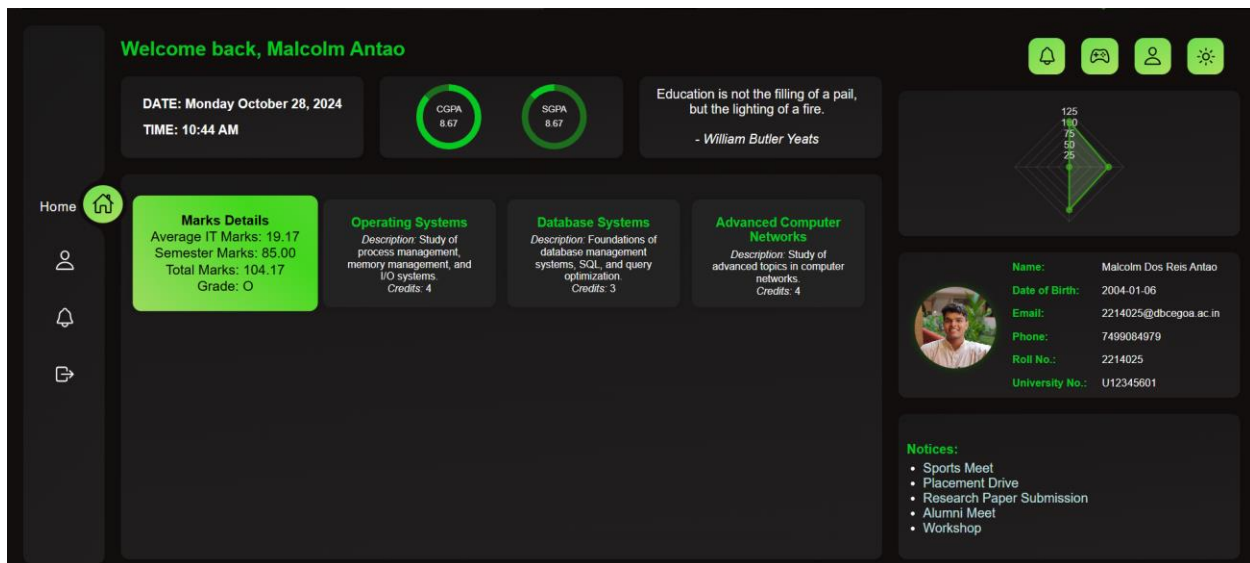 Welcome back, Malcolm Antao
DATE: Monday October 28, 2024
TIME: 10:44 AM
CGPA
8.67
SGPA
8.67
Education is not the filling of a pail,
but the lighting of a fire.
- William Butler Yeats
125
100
75
50
25
Home
Marks Details
Average IT Marks: 19.17
Semester Marks: 85.00
Total Marks: 104.17
Grade: O
Operating Systems
Description: Study of
process management,
memory management, and
I/O systems.
Credits: 4
Database Systems
Description: Foundations of
database management
systems, SQL, and query
optimization.
Credits: 3
Advanced Computer
Networks
Description: Study of
advanced topics in computer
networks.
Credits: 4
Name: Malcolm Dos Reis Antao
Date of Birth: 2004-01-06
Email: 2214025@dbcegoa.ac.in
Phone: 7499084979
Roll No.: 2214025
University No.: U12345601
Notices:
• Sports Meet
• Placement Drive
• Research Paper Submission
• Alumni Meet
• Workshop